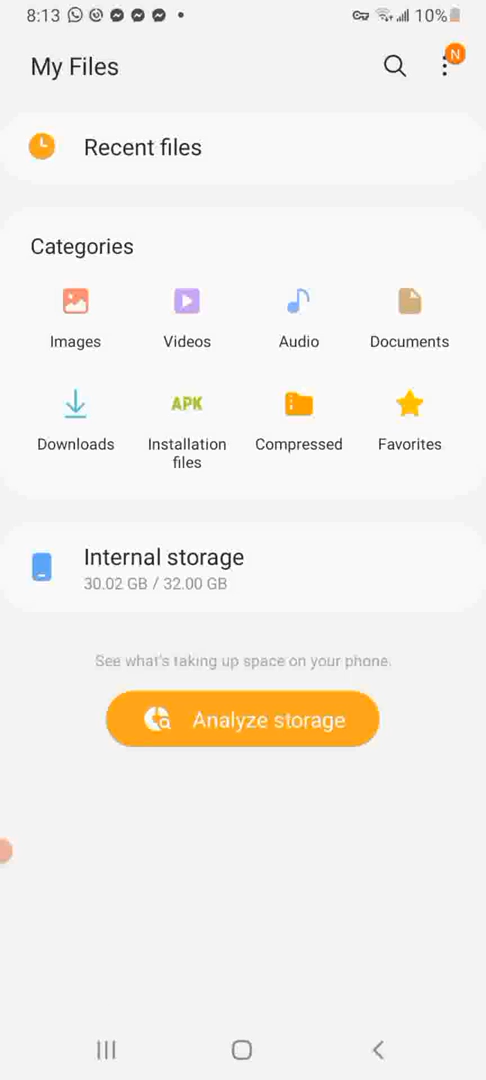 8:13 10%
My Files
N
Recent files
Categories
Images Videos Audio Documents
APK
Downloads Installation files Compressed Favorites
Internal storage
30.02 GB / 32.00 GB
See what's taking up space on your phone.
Analyze storage